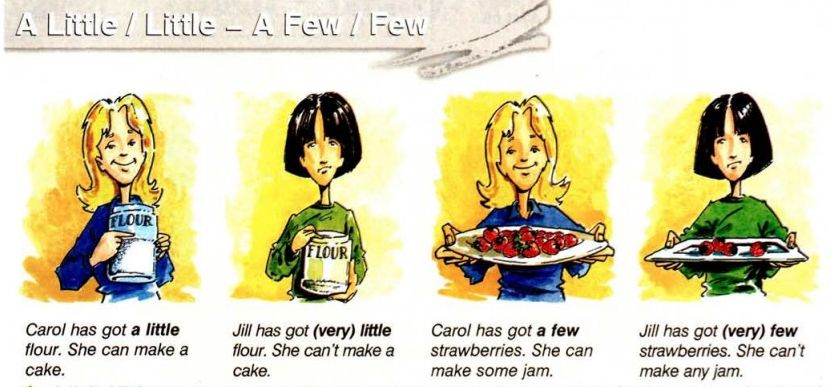 A Little / Little – A Few / Few
FLOUR
FLOUR
Carol has got a little
flour. She can make a
cake.
Jill has got (very) little
flour. She can't make a
cake.
Carol has got a few
strawberries. She can
make some jam.
Jill has got (very) few
strawberries. She can't
make any jam.